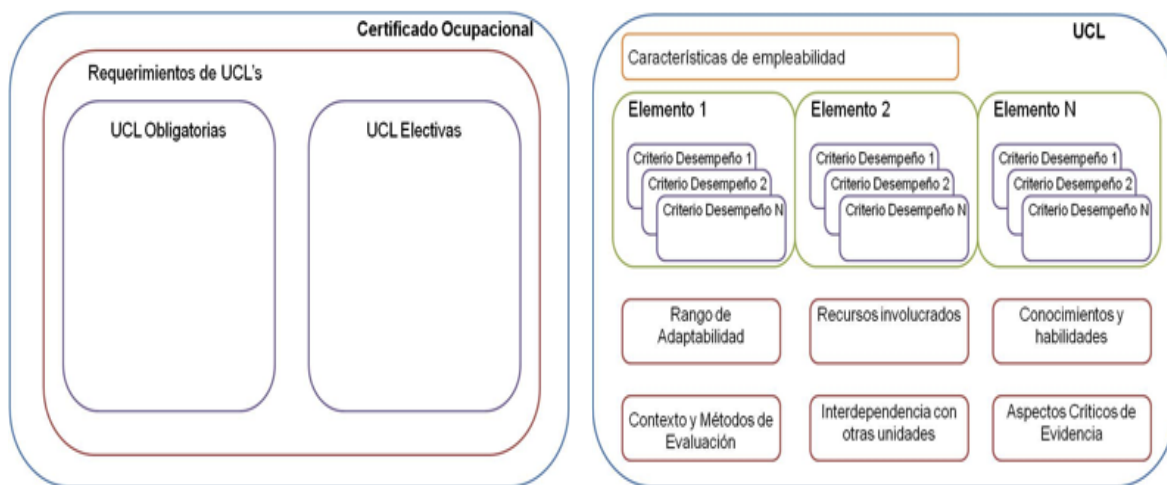 Certificado Ocupacional
Requerimientos de UCL's
UCL Obligatorias
UCL Electivas
UCL
Características de empleabilidad
Elemento 1
Criterio Desempeño 1
Criterio Desempeño 2
Criterio Desempeño N
Elemento 2
Criterio Desempeño 1
Criterio Desempeño 2
Criterio Desempeño N
Elemento N
Criterio Desempeño 1
Criterio Desempeño 2
Criterio Desempeño N
Rango de
Adaptabilidad
Recursos involucrados
Conocimientos y
habilidades
Contexto y Métodos de
Evaluación
Interdependencia con
otras unidades
Aspectos Críticos de
Evidencia